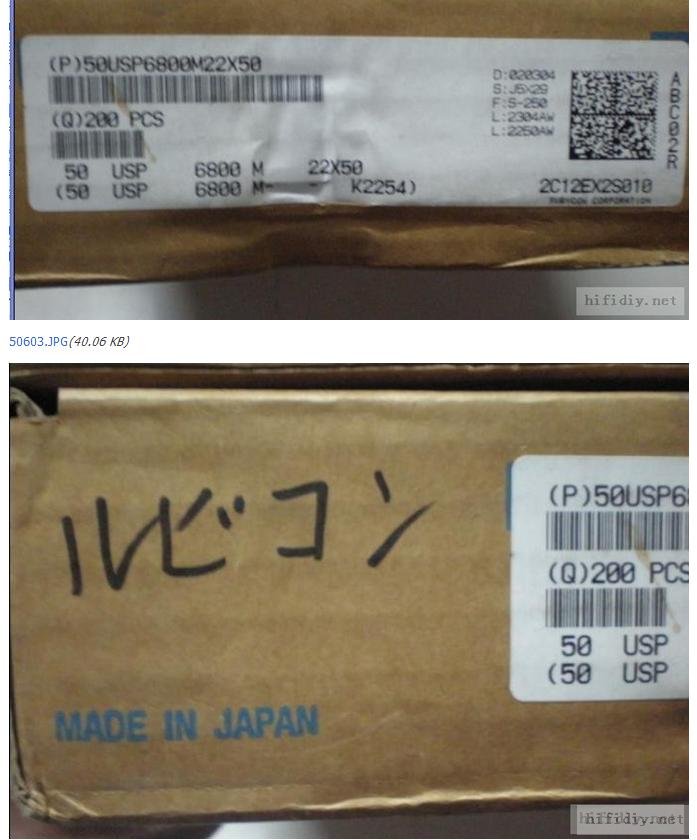 (P)50USP6800M22X50
(Q)200 PCS
50 USP 6800 M 22X50
(50 USP 6800 M- - K2254)
D:020304
S:J5X29
F:S-250
L:2304AW
L:2250AW
ABC02R
2C12EX2S010
RUBYCON CORPORATION
hifidiy.net
50603.JPG(40.06 KB)
ルビコン
MADE IN JAPAN
(P)50USP68
(Q)200 PCS
50 USP
(50 USP
hifidiy.net